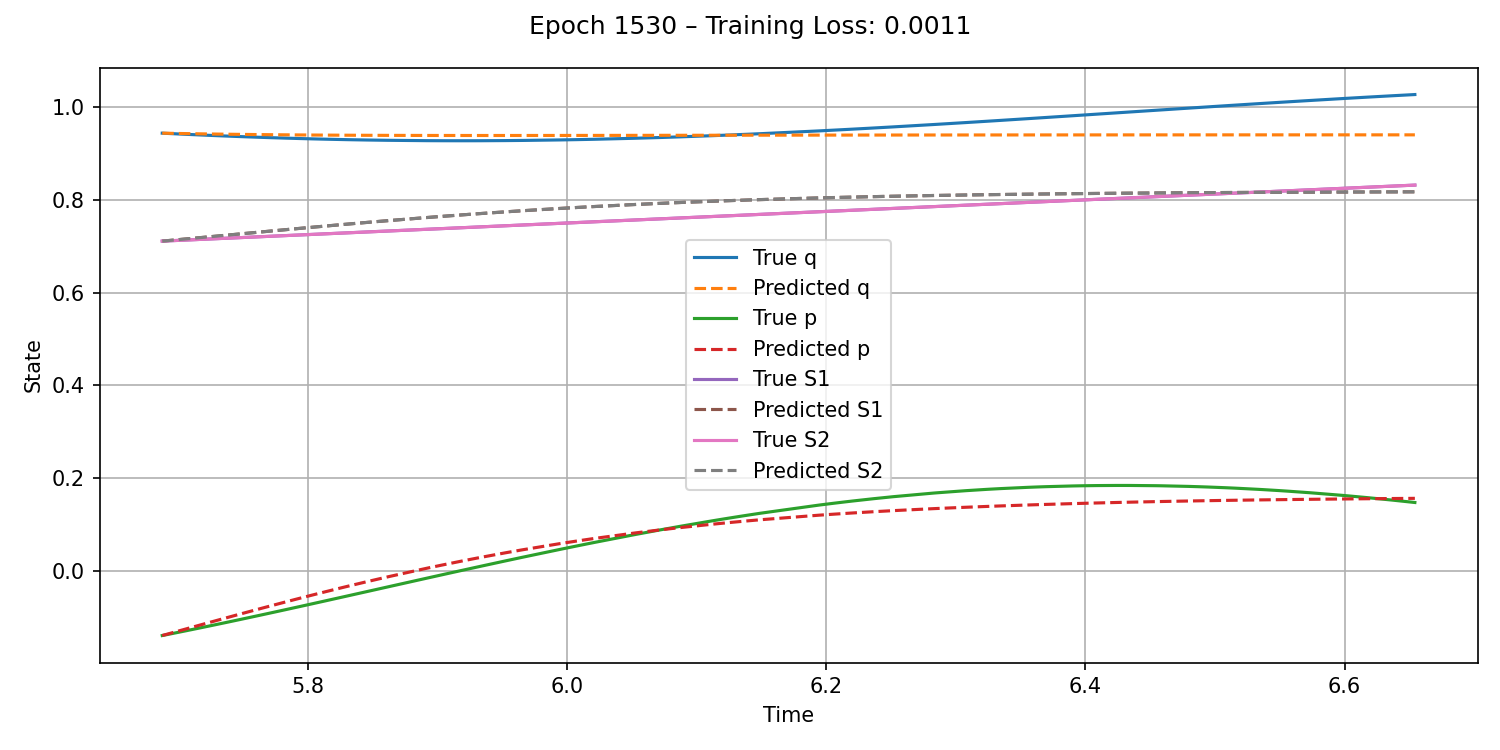 Epoch 1530 – Training Loss: 0.0011
1.0
0.8
0.6
0.4
0.2
0.0
State
True q
Predicted q
True p
Predicted p
True S1
Predicted S1
True S2
Predicted S2
5.8 6.0 6.2 6.4 6.6
Time